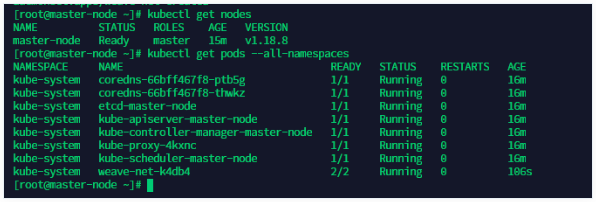 [root@master-node ~]# kubectl get nodes
NAME STATUS ROLES AGE VERSION
master-node Ready master 15m v1.18.8
[root@master-node ~]# kubectl get pods --all-namespaces
NAMESPACE NAME READY STATUS RESTARTS AGE
kube-system coredns-66bff467f8-ptb5g 1/1 Running 0 16m
kube-system coredns-66bff467f8-thwkz 1/1 Running 0 16m
kube-system etcd-master-node 1/1 Running 0 16m
kube-system kube-apiserver-master-node 1/1 Running 0 16m
kube-system kube-controller-manager-master-node 1/1 Running 0 16m
kube-system kube-proxy-4kxnc 1/1 Running 0 16m
kube-system kube-scheduler-master-node 1/1 Running 0 16m
kube-system weave-net-k4db4 2/2 Running 0 106s
[root@master-node ~]#